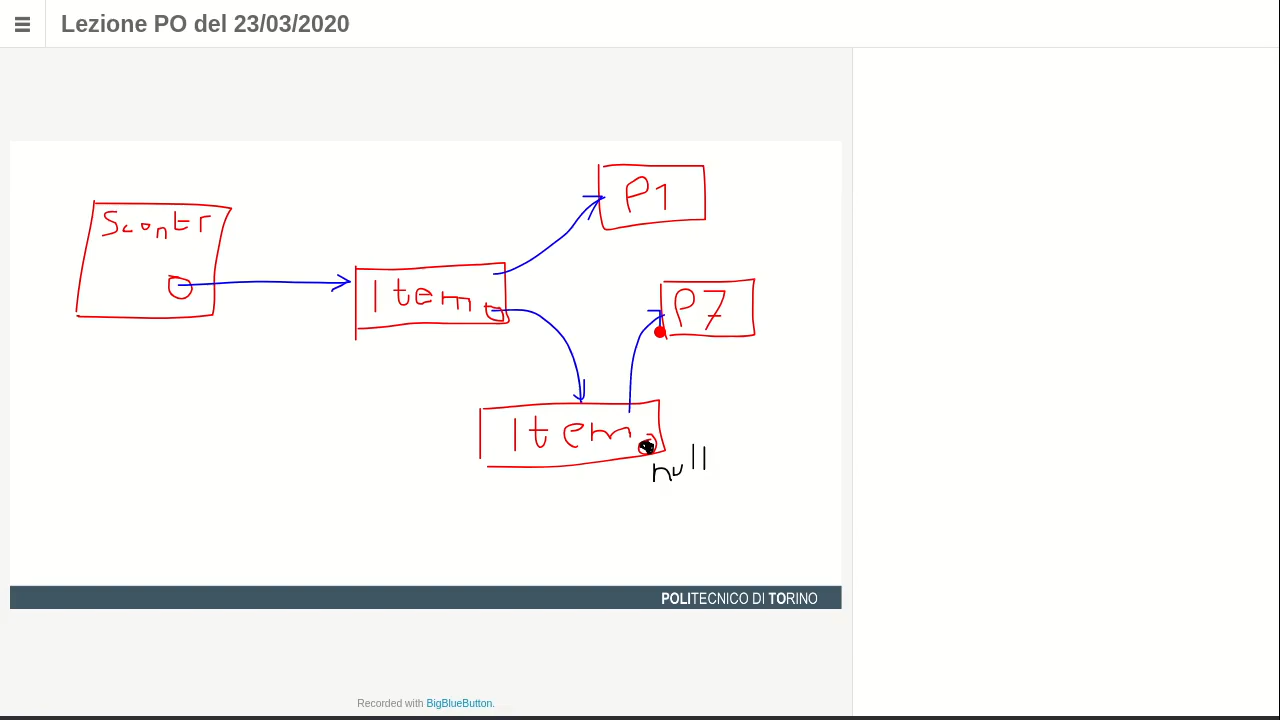 Lezione PO del 23/03/2020
P1
Scontr
Item
P7
Item
null
POLITECNICO DI TORINO
Recorded with BigBlueButton.